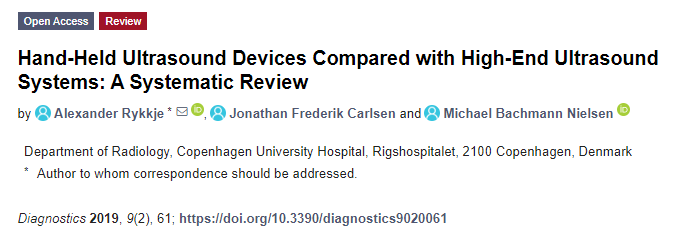 Open Access Review
Hand-Held Ultrasound Devices Compared with High-End Ultrasound
Systems: A Systematic Review
by Alexander Rykkje * iD, Jonathan Frederik Carlsen and Michael Bachmann Nielsen iD
Department of Radiology, Copenhagen University Hospital, Rigshospitalet, 2100 Copenhagen, Denmark
* Author to whom correspondence should be addressed.
Diagnostics 2019, 9(2), 61; https://doi.org/10.3390/diagnostics9020061